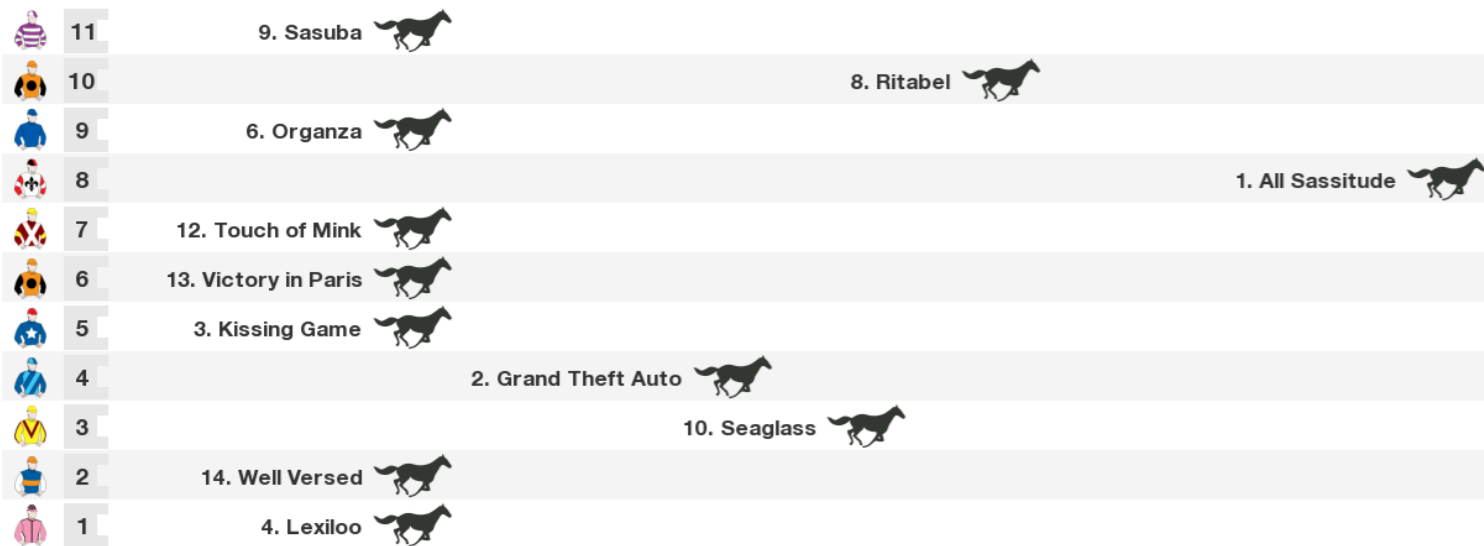 11 9. Sasuba
10 8. Ritabel
9 6. Organza
8 1. All Sassitude
7 12. Touch of Mink
6 13. Victory in Paris
5 3. Kissing Game
4 2. Grand Theft Auto
3 10. Seaglass
2 14. Well Versed
1 4. Lexiloo